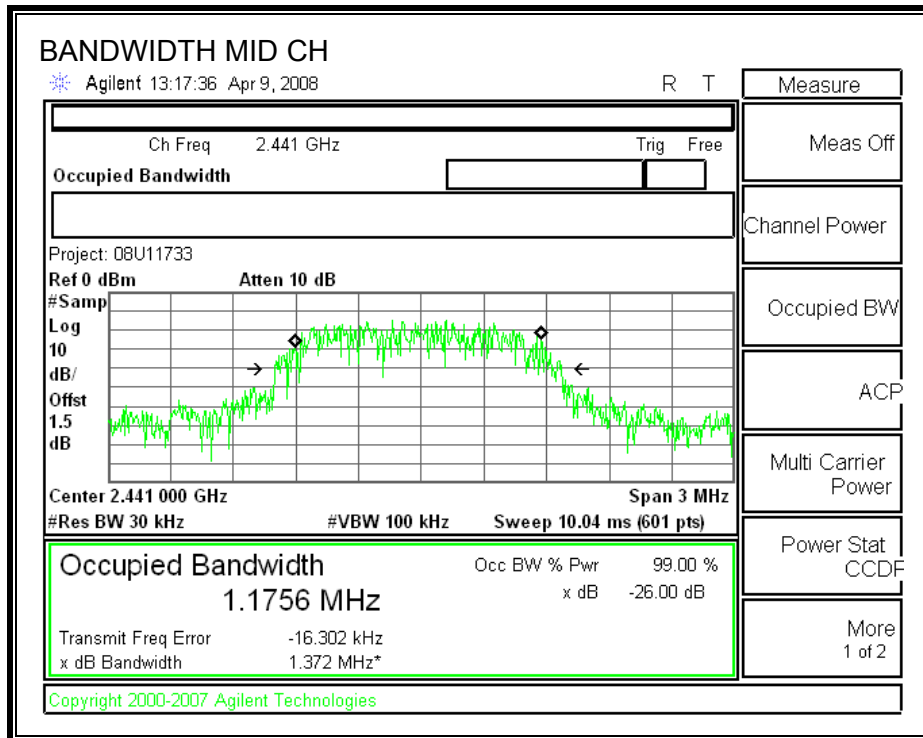 BANDWIDTH MID CH
Agilent 13:17:36 Apr 9, 2008 R T
Measure
Ch Freq 2.441 GHz Trig Free
Meas Off
Occupied Bandwidth
Channel Power
Project: 08U11733
Ref 0 dBm Atten 10 dB
#Samp
Log
10
dB/
Offst
1.5
dB
Occupied BW
ACP
Multi Carrier
Power
Center 2.441 000 GHz Span 3 MHz
#Res BW 30 kHz #VBW 100 kHz Sweep 10.04 ms (601 pts)
Power Stat
CCDF
Occupied Bandwidth Occ BW % Pwr 99.00 %
1.1756 MHz x dB -26.00 dB
Transmit Freq Error -16.302 kHz
x dB Bandwidth 1.372 MHz*
More
1 of 2
Copyright 2000-2007 Agilent Technologies